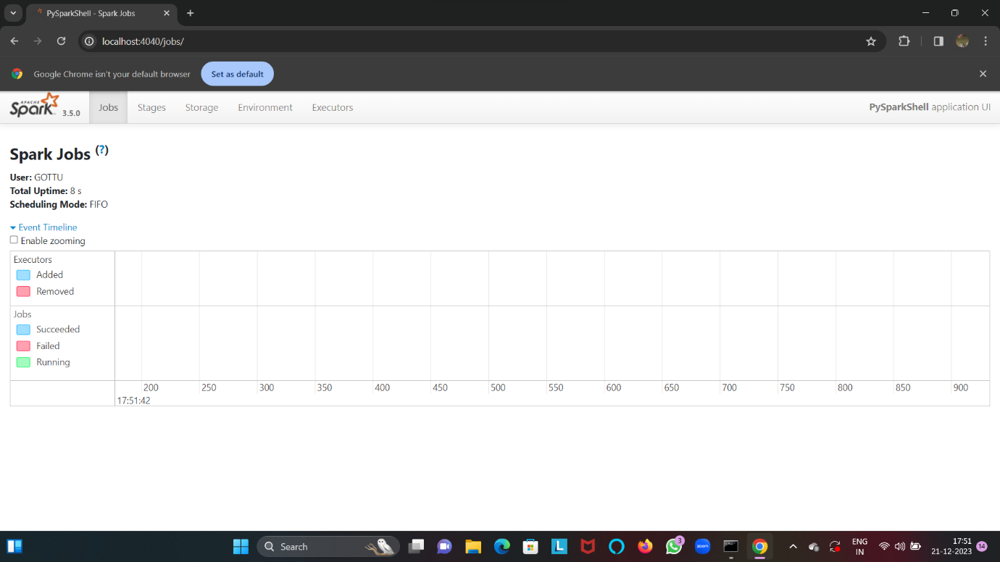 PySparkShell - Spark Jobs
localhost:4040/jobs/
Google Chrome isn't your default browser Set as default
APACHE Spark 3.5.0 Jobs Stages Storage Environment Executors PySparkShell application UI
Spark Jobs (?)
User: GOTTU
Total Uptime: 8 s
Scheduling Mode: FIFO
Event Timeline
Enable zooming
Executors
Added
Removed
Jobs
Succeeded
Failed
Running
200 250 300 350 400 450 500 550 600 650 700 750 800 850 900
17:51:42
Search L 3 zoom ENG IN 17:51 21-12-2023 14